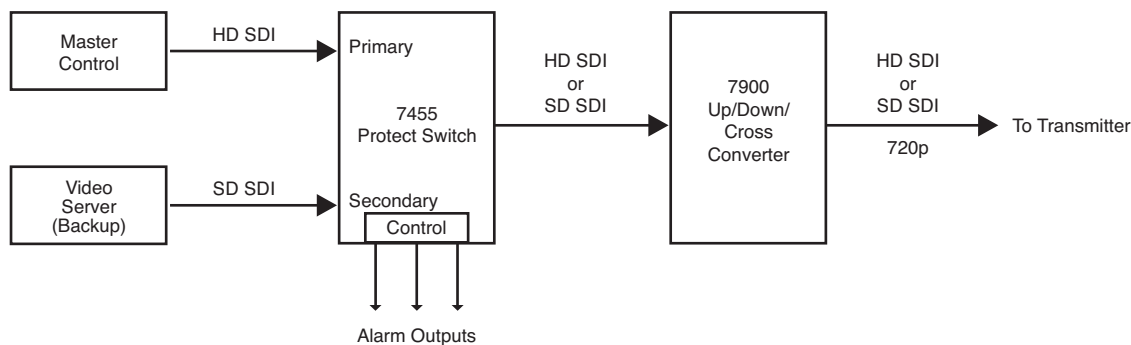 Master
Control
HD SDI
Primary
7455
Protect Switch
HD SDI
or
SD SDI
7900
Up/Down/
Cross
Converter
HD SDI
or
SD SDI
720p
To Transmitter
Video
Server
(Backup)
SD SDI
Secondary
Control
Alarm Outputs